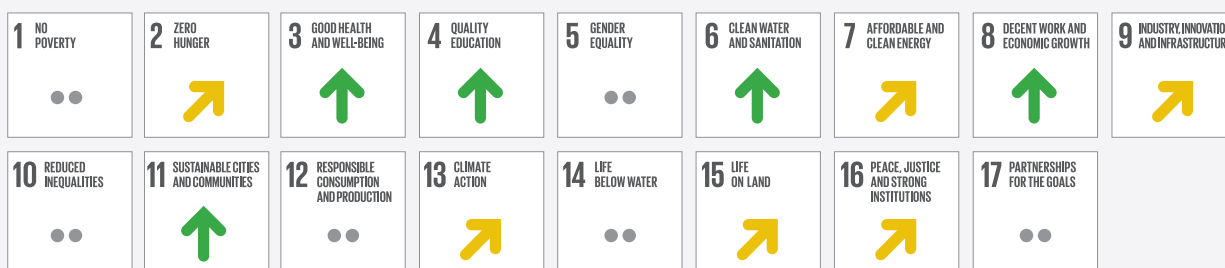 1 NO
POVERTY
2 ZERO
HUNGER
3 GOOD HEALTH
AND WELL-BEING
4 QUALITY
EDUCATION
5 GENDER
EQUALITY
6 CLEAN WATER
AND SANITATION
7 AFFORDABLE AND
CLEAN ENERGY
8 DECENT WORK AND
ECONOMIC GROWTH
9 INDUSTRY, INNOVATIO
AND INFRASTRUCTUR
10 REDUCED
INEQUALITIES
11 SUSTAINABLE CITIES
AND COMMUNITIES
12 RESPONSIBLE
CONSUMPTION
AND PRODUCTION
13 CLIMATE
ACTION
14 LIFE
BELOW WATER
15 LIFE
ON LAND
16 PEACE, JUSTICE
AND STRONG
INSTITUTIONS
17 PARTNERSHIPS
FOR THE GOALS